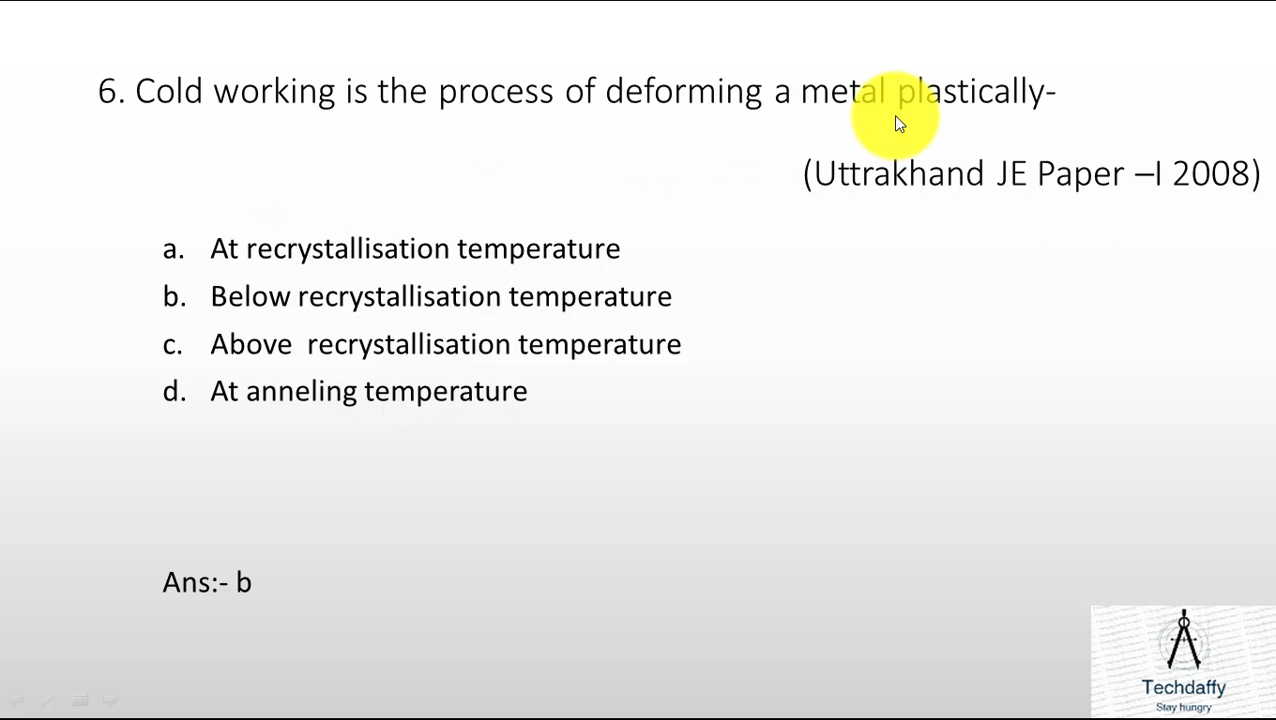 6. Cold working is the process of deforming a metal plastically-
(Uttrakhand JE Paper –I 2008)
a. At recrystallisation temperature
b. Below recrystallisation temperature
c. Above recrystallisation temperature
d. At anneling temperature
Ans:- b
Techdaffy
Stay hungry